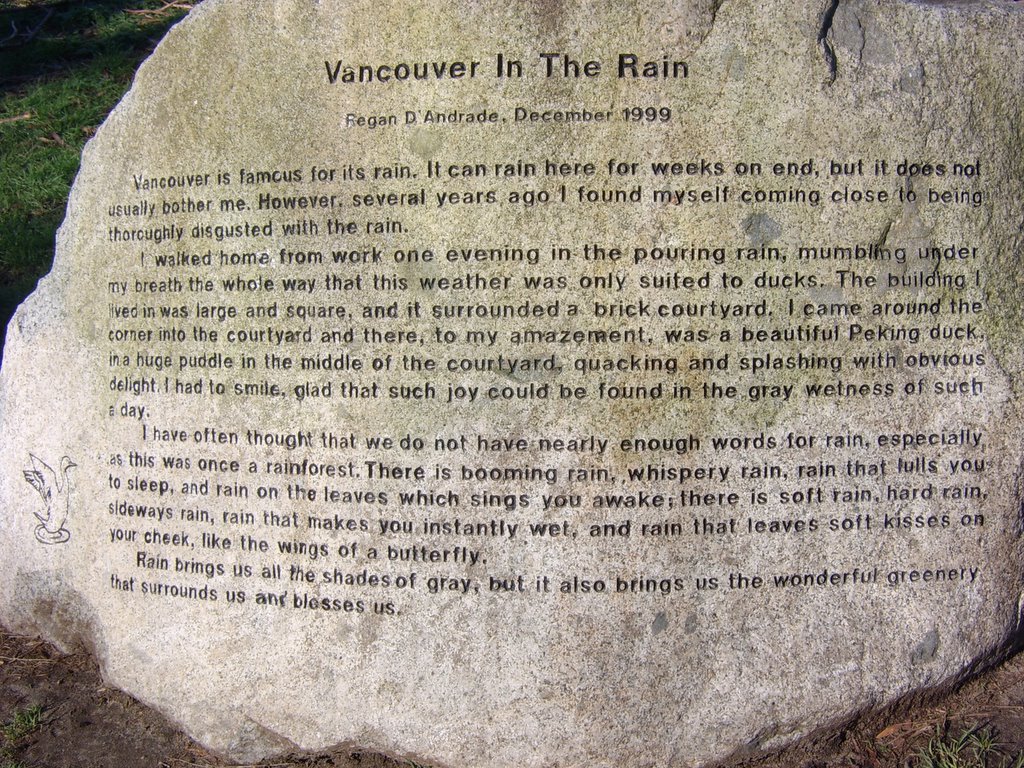 Vancouver In The Rain
Regan D'Andrade, December 1999
Vancouver is famous for its rain. It can rain here for weeks on end, but it does not
usually bother me. However, several years ago I found myself coming close to being
thoroughly disgusted with the rain.
I walked home from work one evening in the pouring rain, mumbling under
my breath the whole way that this weather was only suited to ducks. The building I
lived in was large and square, and it surrounded a brick courtyard. I came around the
corner into the courtyard and there, to my amazement, was a beautiful Peking duck,
in a huge puddle in the middle of the courtyard, quacking and splashing with obvious
delight. I had to smile, glad that such joy could be found in the gray wetness of such
a day.
I have often thought that we do not have nearly enough words for rain, especially
as this was once a rainforest. There is booming rain, whispery rain, rain that lulls you
to sleep, and rain on the leaves which sings you awake; there is soft rain, hard rain,
sideways rain, rain that makes you instantly wet, and rain that leaves soft kisses on
your cheek, like the wings of a butterfly.
Rain brings us all the shades of gray, but it also brings us the wonderful greenery
that surrounds us and blesses us.